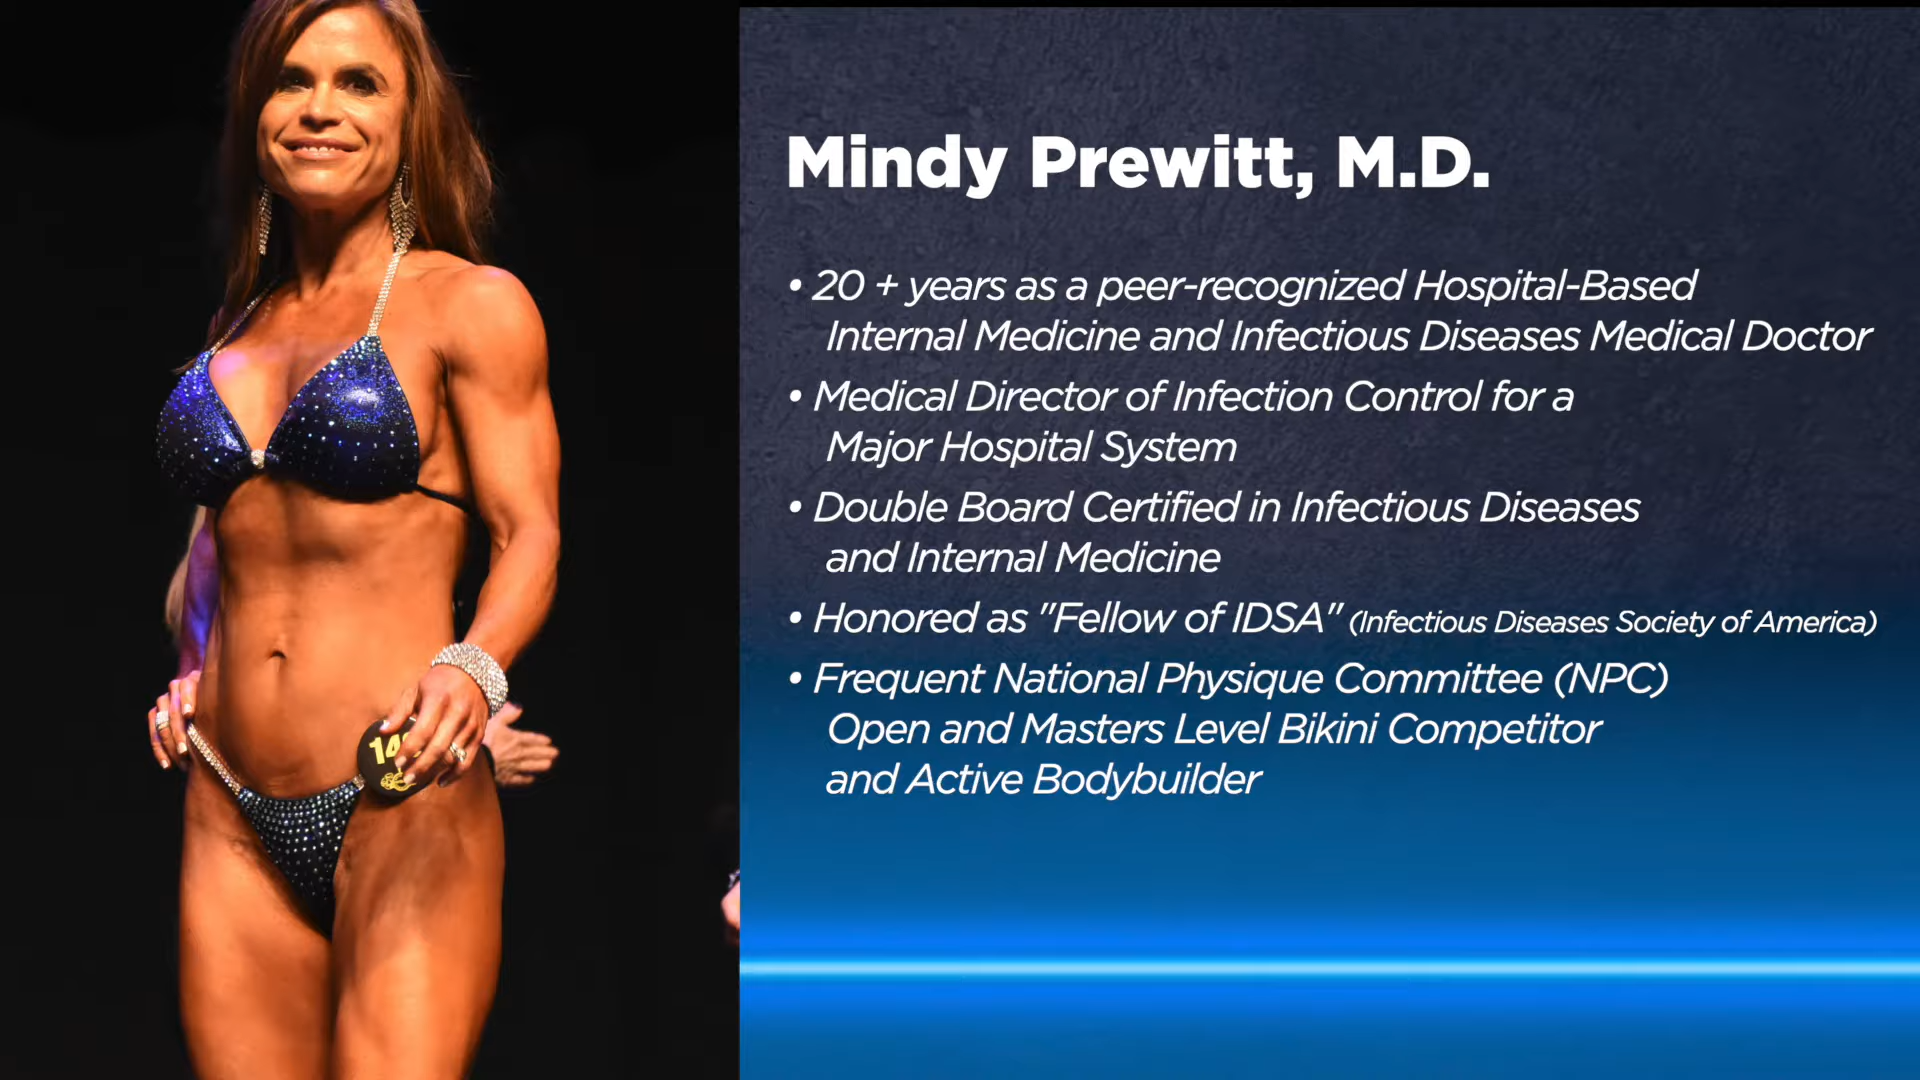 Mindy Prewitt, M.D.
• 20 + years as a peer-recognized Hospital-Based
Internal Medicine and Infectious Diseases Medical Doctor
• Medical Director of Infection Control for a
Major Hospital System
• Double Board Certified in Infectious Diseases
and Internal Medicine
• Honored as "Fellow of IDSA" (Infectious Diseases Society of America)
• Frequent National Physique Committee (NPC)
Open and Masters Level Bikini Competitor
and Active Bodybuilder